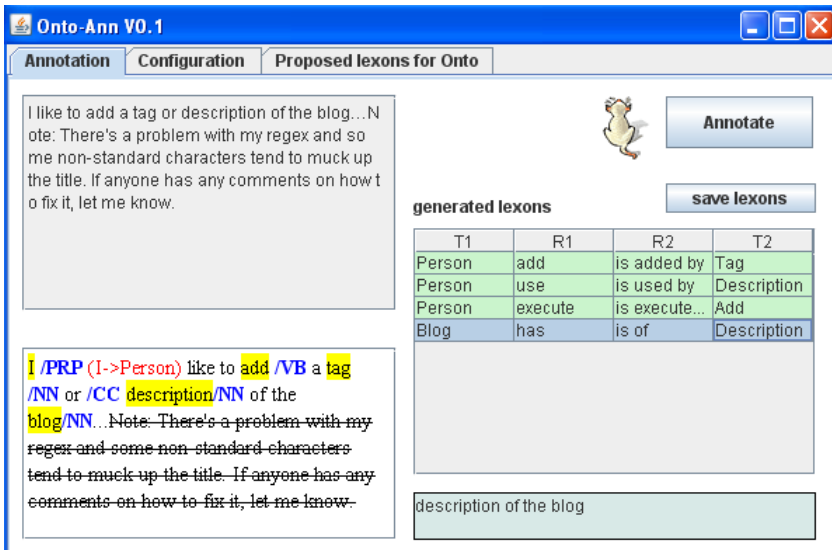 Onto-Ann V0.1
Annotation Configuration Proposed lexons for Onto
I like to add a tag or description of the blog...N
ote: There's a problem with my regex and so
me non-standard characters tend to muck up
the title. If anyone has any comments on how t
o fix it, let me know.
Annotate
save lexons
generated lexons
T1 R1 R2 T2
Person add is added by Tag
Person use is used by Description
Person execute is execute... Add
Blog has is of Description
I /PRP (I->Person) like to add /VB a tag
/NN or /CC description/NN of the
blog/NN...Note: There's a problem with my
regex and some non-standard characters
tend to muck up the title. If anyone has any
comments on how to fix it, let me know.
description of the blog